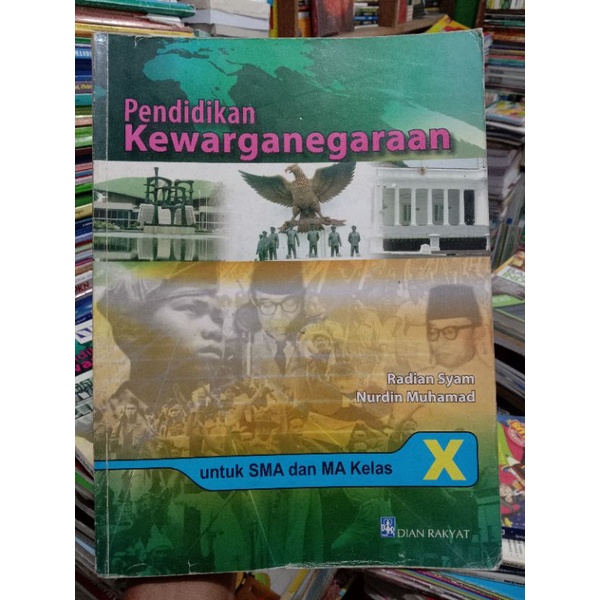 Pendidikan
Kewarganegaraan
Radian Syam
Nurdin Muhamad
untuk SMA dan MA Kelas X
DIAN RAKYAT